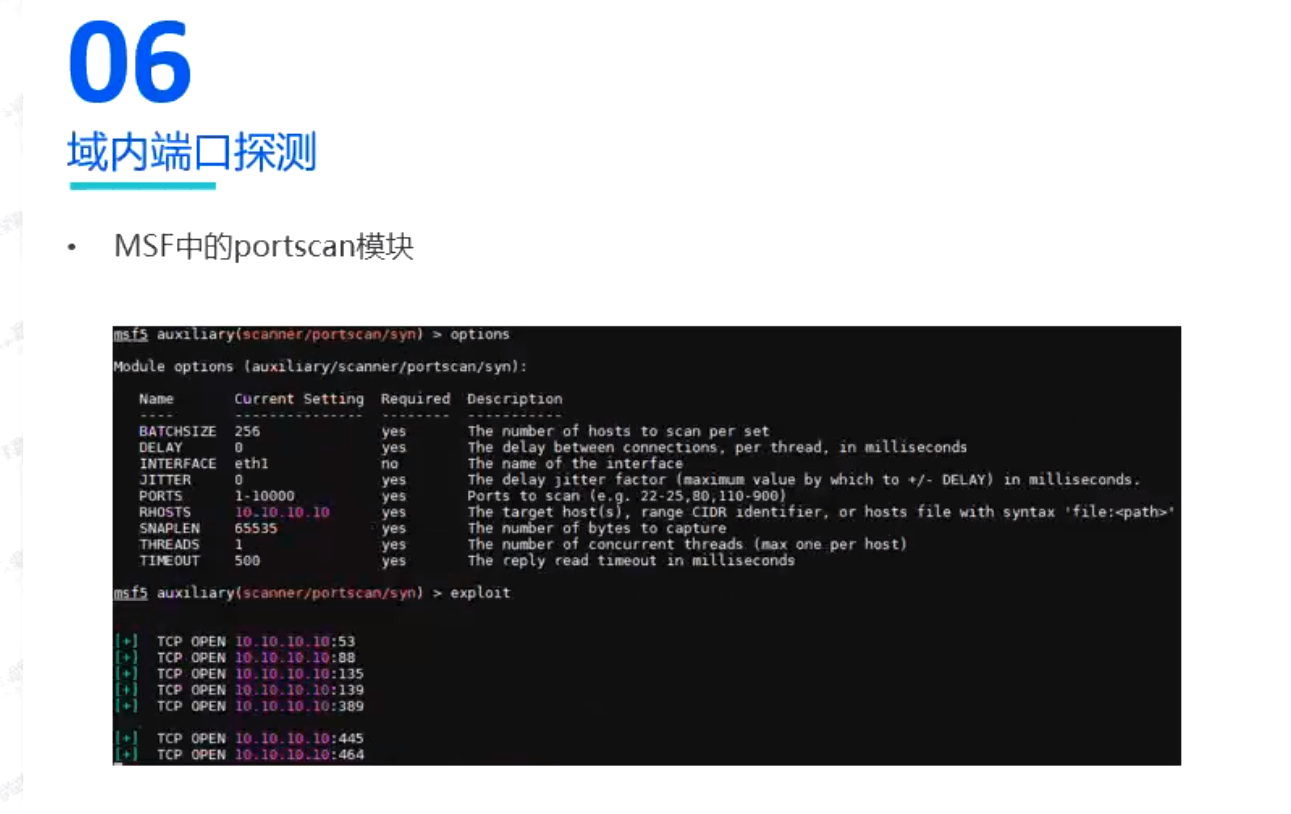 06
域内端口探测
• MSF中的portscan模块
msf5 auxiliary(scanner/portscan/syn) > options
Module options (auxiliary/scanner/portscan/syn):
Name Current Setting Required Description
---- --------------- -------- -----------
BATCHSIZE 256 yes The number of hosts to scan per set
DELAY 0 yes The delay between connections, per thread, in milliseconds
INTERFACE eth1 no The name of the interface
JITTER 0 yes The delay jitter factor (maximum value by which to +/- DELAY) in milliseconds.
PORTS 1-10000 yes Ports to scan (e.g. 22-25,80,110-900)
RHOSTS 10.10.10.10 yes The target host(s), range CIDR identifier, or hosts file with syntax 'file:<path>'
SNAPLEN 65535 yes The number of bytes to capture
THREADS 1 yes The number of concurrent threads (max one per host)
TIMEOUT 500 yes The reply read timeout in milliseconds
msf5 auxiliary(scanner/portscan/syn) > exploit
[+] TCP OPEN 10.10.10.10:53
[+] TCP OPEN 10.10.10.10:88
[+] TCP OPEN 10.10.10.10:135
[+] TCP OPEN 10.10.10.10:139
[+] TCP OPEN 10.10.10.10:389
[+] TCP OPEN 10.10.10.10:445
[+] TCP OPEN 10.10.10.10:464